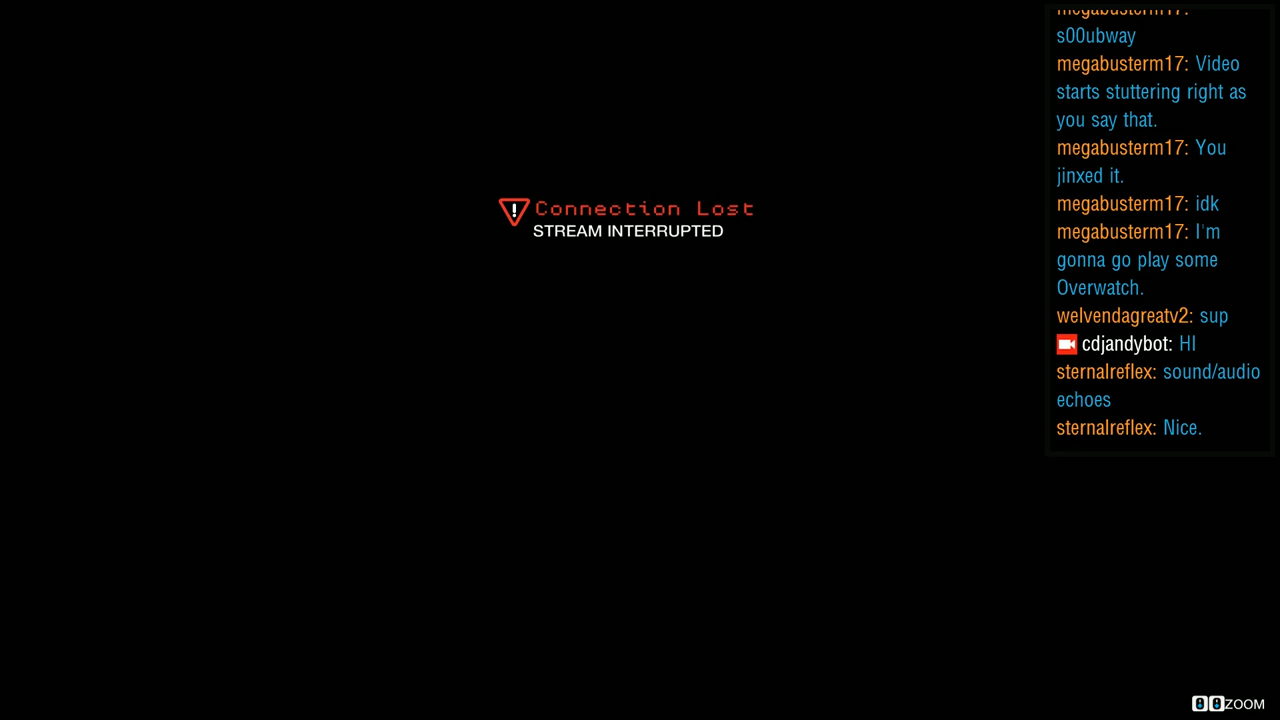 Connection Lost
STREAM INTERRUPTED
megabusterm17:
s00ubway
megabusterm17: Video
starts stuttering right as
you say that.
megabusterm17: You
jinxed it.
megabusterm17: idk
megabusterm17: I'm
gonna go play some
Overwatch.
welvendagreatv2: sup
cdjandybot: HI
sternalreflex: sound/audio
echoes
sternalreflex: Nice.
ZOOM